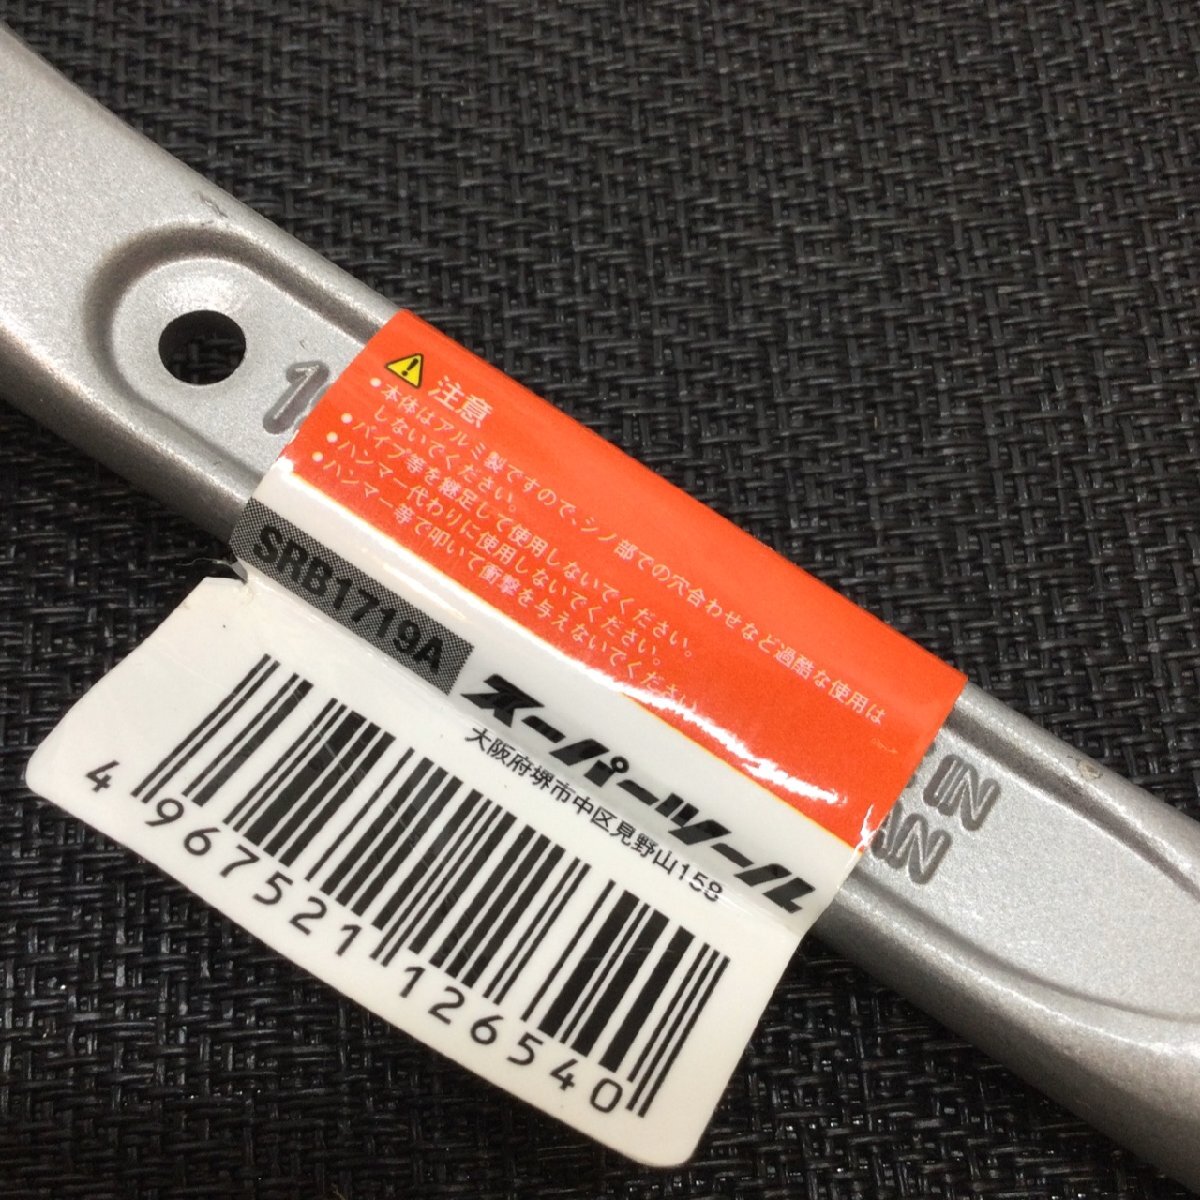 注意
・本体はアルミ製ですので、シノ部での穴合わせなど過酷な使用は
しないでください。
・パイプ等を継足して使用しないでください。
・ハンマー代わりに使用しないでください。
・ハンマー等で叩いて衝撃を与えないでください。
SRB1719A
スーパーツール
大阪府堺市中区見野山158
4967521126540
IN